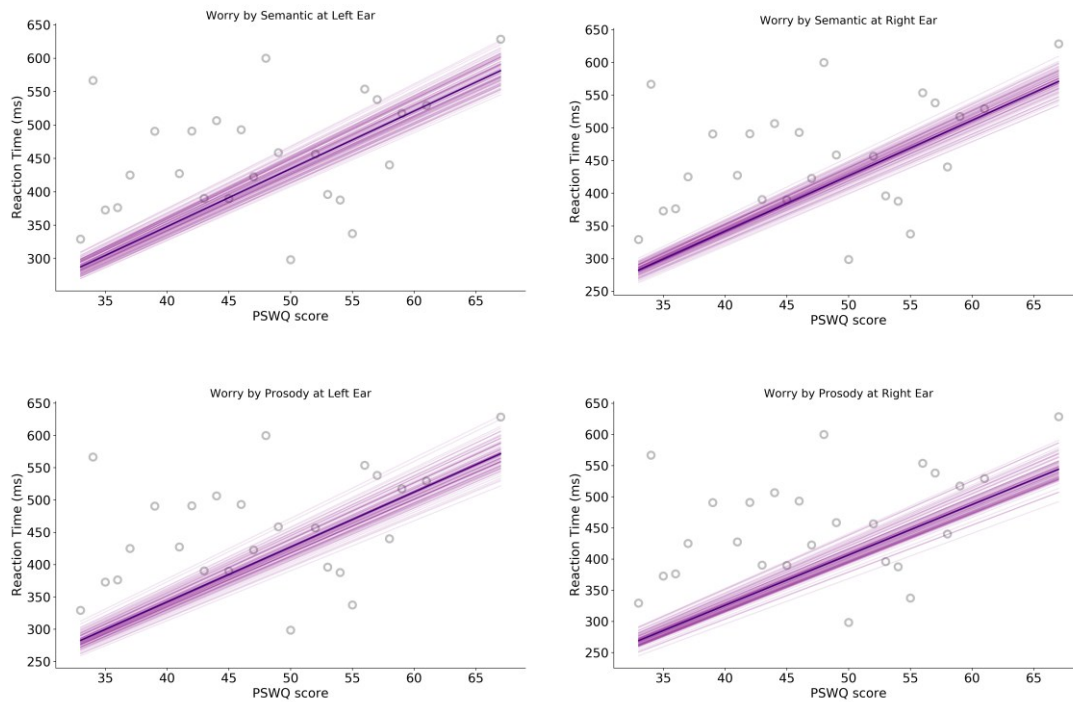 Worry by Semantic at Left Ear
650
600
550
500
450
400
350
300
Reaction Time (ms)
35 40 45 50 55 60 65
PSWQ score
Worry by Semantic at Right Ear
650
600
550
500
450
400
350
300
250
Reaction Time (ms)
35 40 45 50 55 60 65
PSWQ score
Worry by Prosody at Left Ear
650
600
550
500
450
400
350
300
250
Reaction Time (ms)
35 40 45 50 55 60 65
PSWQ score
Worry by Prosody at Right Ear
650
600
550
500
450
400
350
300
250
Reaction Time (ms)
35 40 45 50 55 60 65
PSWQ score